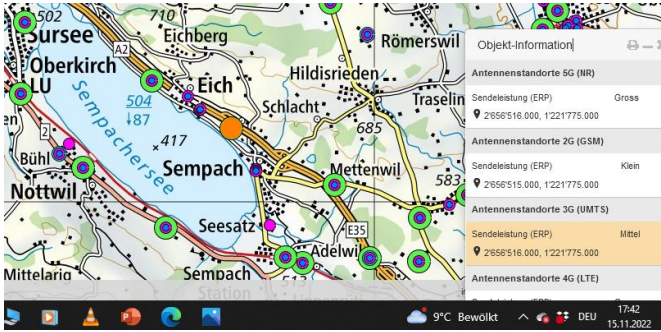 502
710
Sursee
Eichberg
A2
Römerswil
Oberkirch
LU
Eich
Hildisrieden
504
87
Schlacht
Traselin
685
417
Sempachersee
2
Bühl
Sempach
Mettenwil
583
Nottwil
Seesatz
E35
Adelwil
Mittelarig
Sempach
Station
513
Objekt-Information
Antennenstandorte 5G (NR)
Sendeleistung (ERP) Gross
2'656'516.000, 1'221'775.000
Antennenstandorte 2G (GSM)
Sendeleistung (ERP) Klein
2'656'515.000, 1'221'775.000
Antennenstandorte 3G (UMTS)
Sendeleistung (ERP) Mittel
2'656'516.000, 1'221'775.000
Antennenstandorte 4G (LTE)
9°C Bewölkt
DEU
17:42
15.11.2022